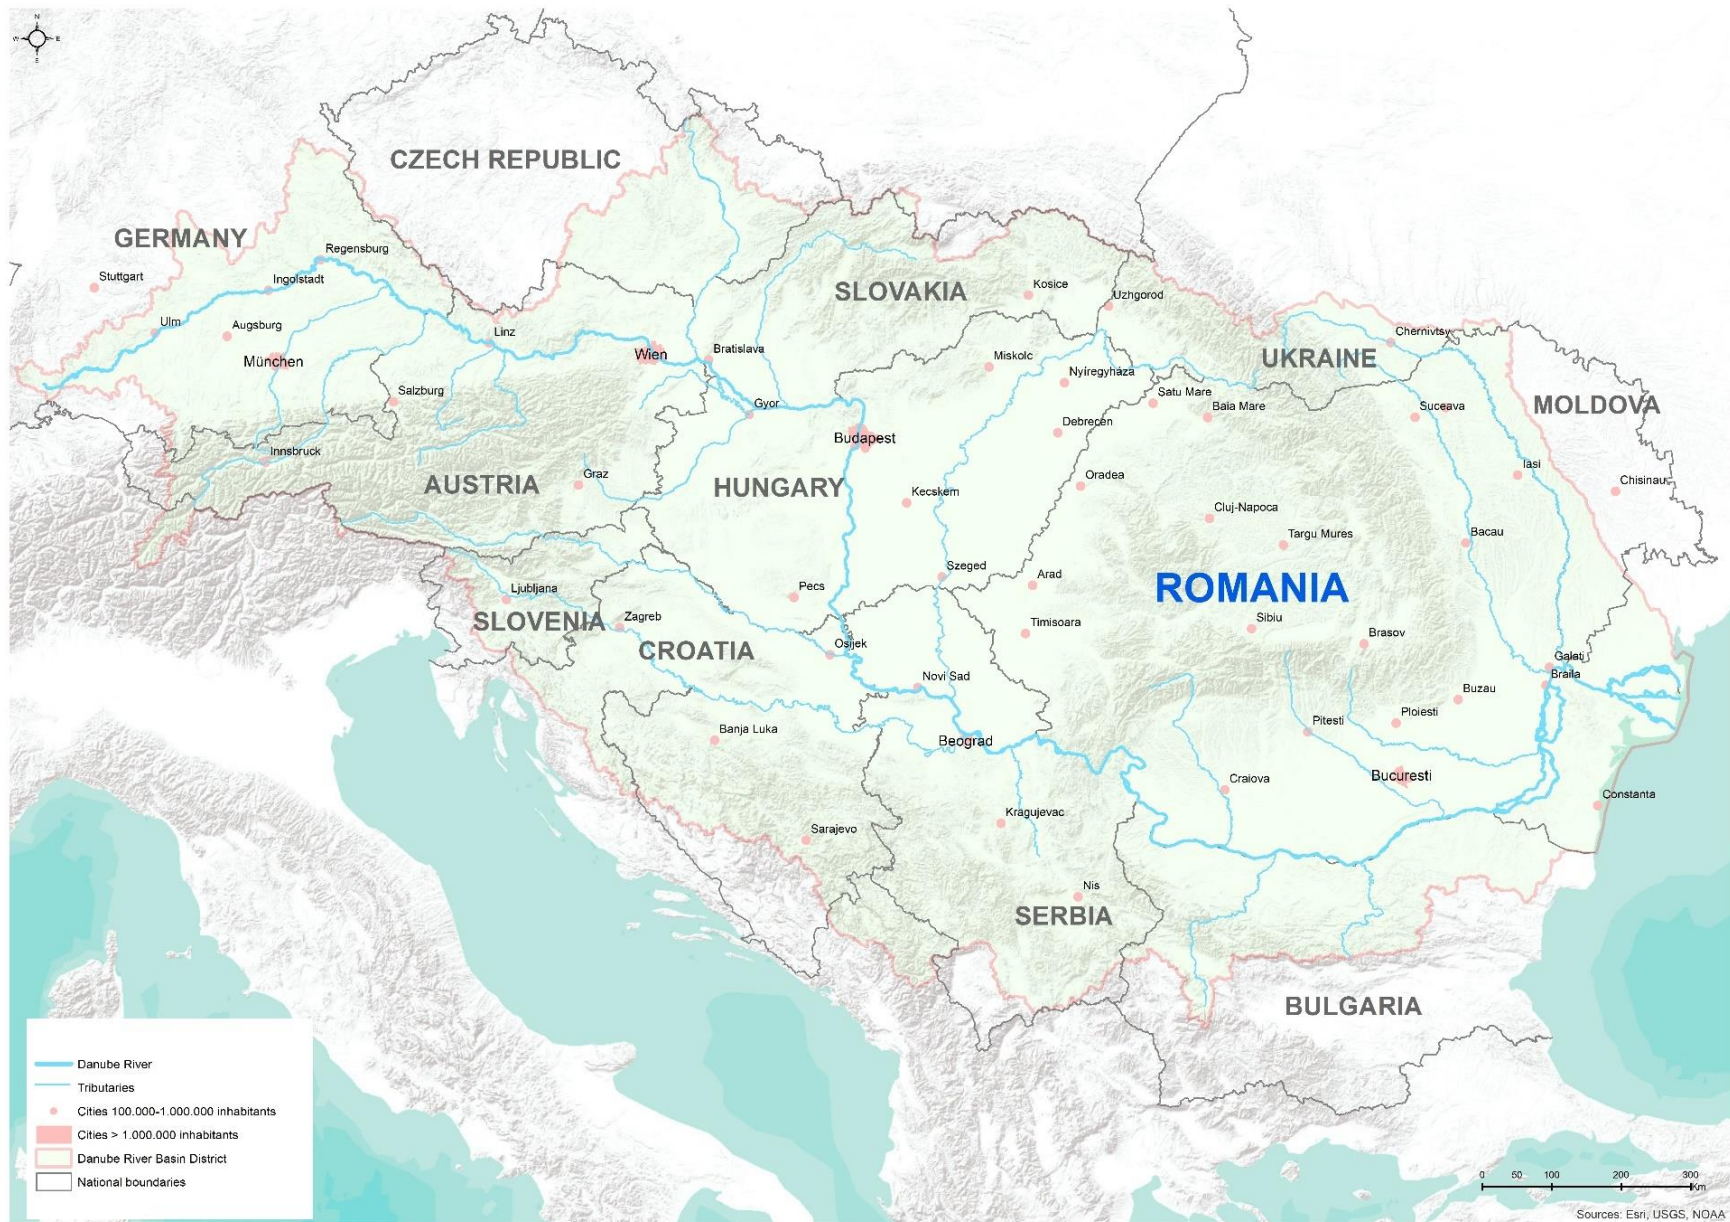 N
W
E
E
CZECH REPUBLIC
GERMANY
Regensburg
Stuttgart
Ingolstadt
SLOVAKIA
Kosice
Uzhgorod
Ulm
Augsburg
Linz
Chernivtsy
München
Wien
Bratislava
Miskolc
UKRAINE
Nyíregyháza
Salzburg
Satu Mare
Gyor
Baia Mare
Suceava
MOLDOVA
Budapest
Debrecen
Innsbruck
Graz
AUSTRIA
HUNGARY
Oradea
Iasi
Chisinau
Kecskem
Cluj-Napoca
Targu Mures
Bacau
Szeged
Arad
ROMANIA
Ljubljana
Pecs
SLOVENIA
Zagreb
Timisoara
Sibiu
Brasov
CROATIA
Osijek
Galati
Braila
Novi Sad
Buzau
Ploiesti
Pitesti
Banja Luka
Beograd
Bucuresti
Craiova
Constanta
Kragujevac
Sarajevo
Nis
SERBIA
BULGARIA
Danube River
Tributaries
Cities 100.000-1.000.000 inhabitants
Cities > 1.000.000 inhabitants
Danube River Basin District
National boundaries
0 50 100 200 300
Km
Sources: Esri, USGS, NOAA